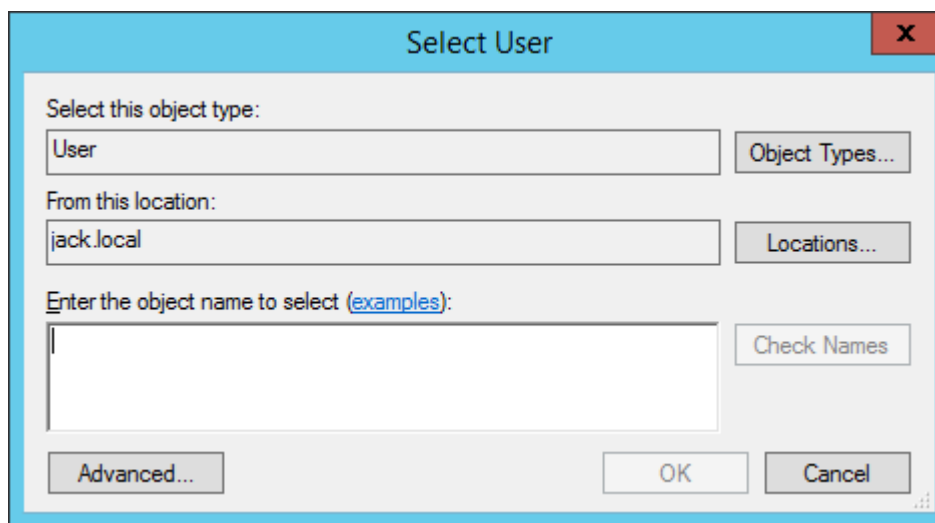 Select User
x
Select this object type:
User
Object Types...
From this location:
jack.local
Locations...
Enter the object name to select (examples):
Check Names
Advanced...
OK
Cancel